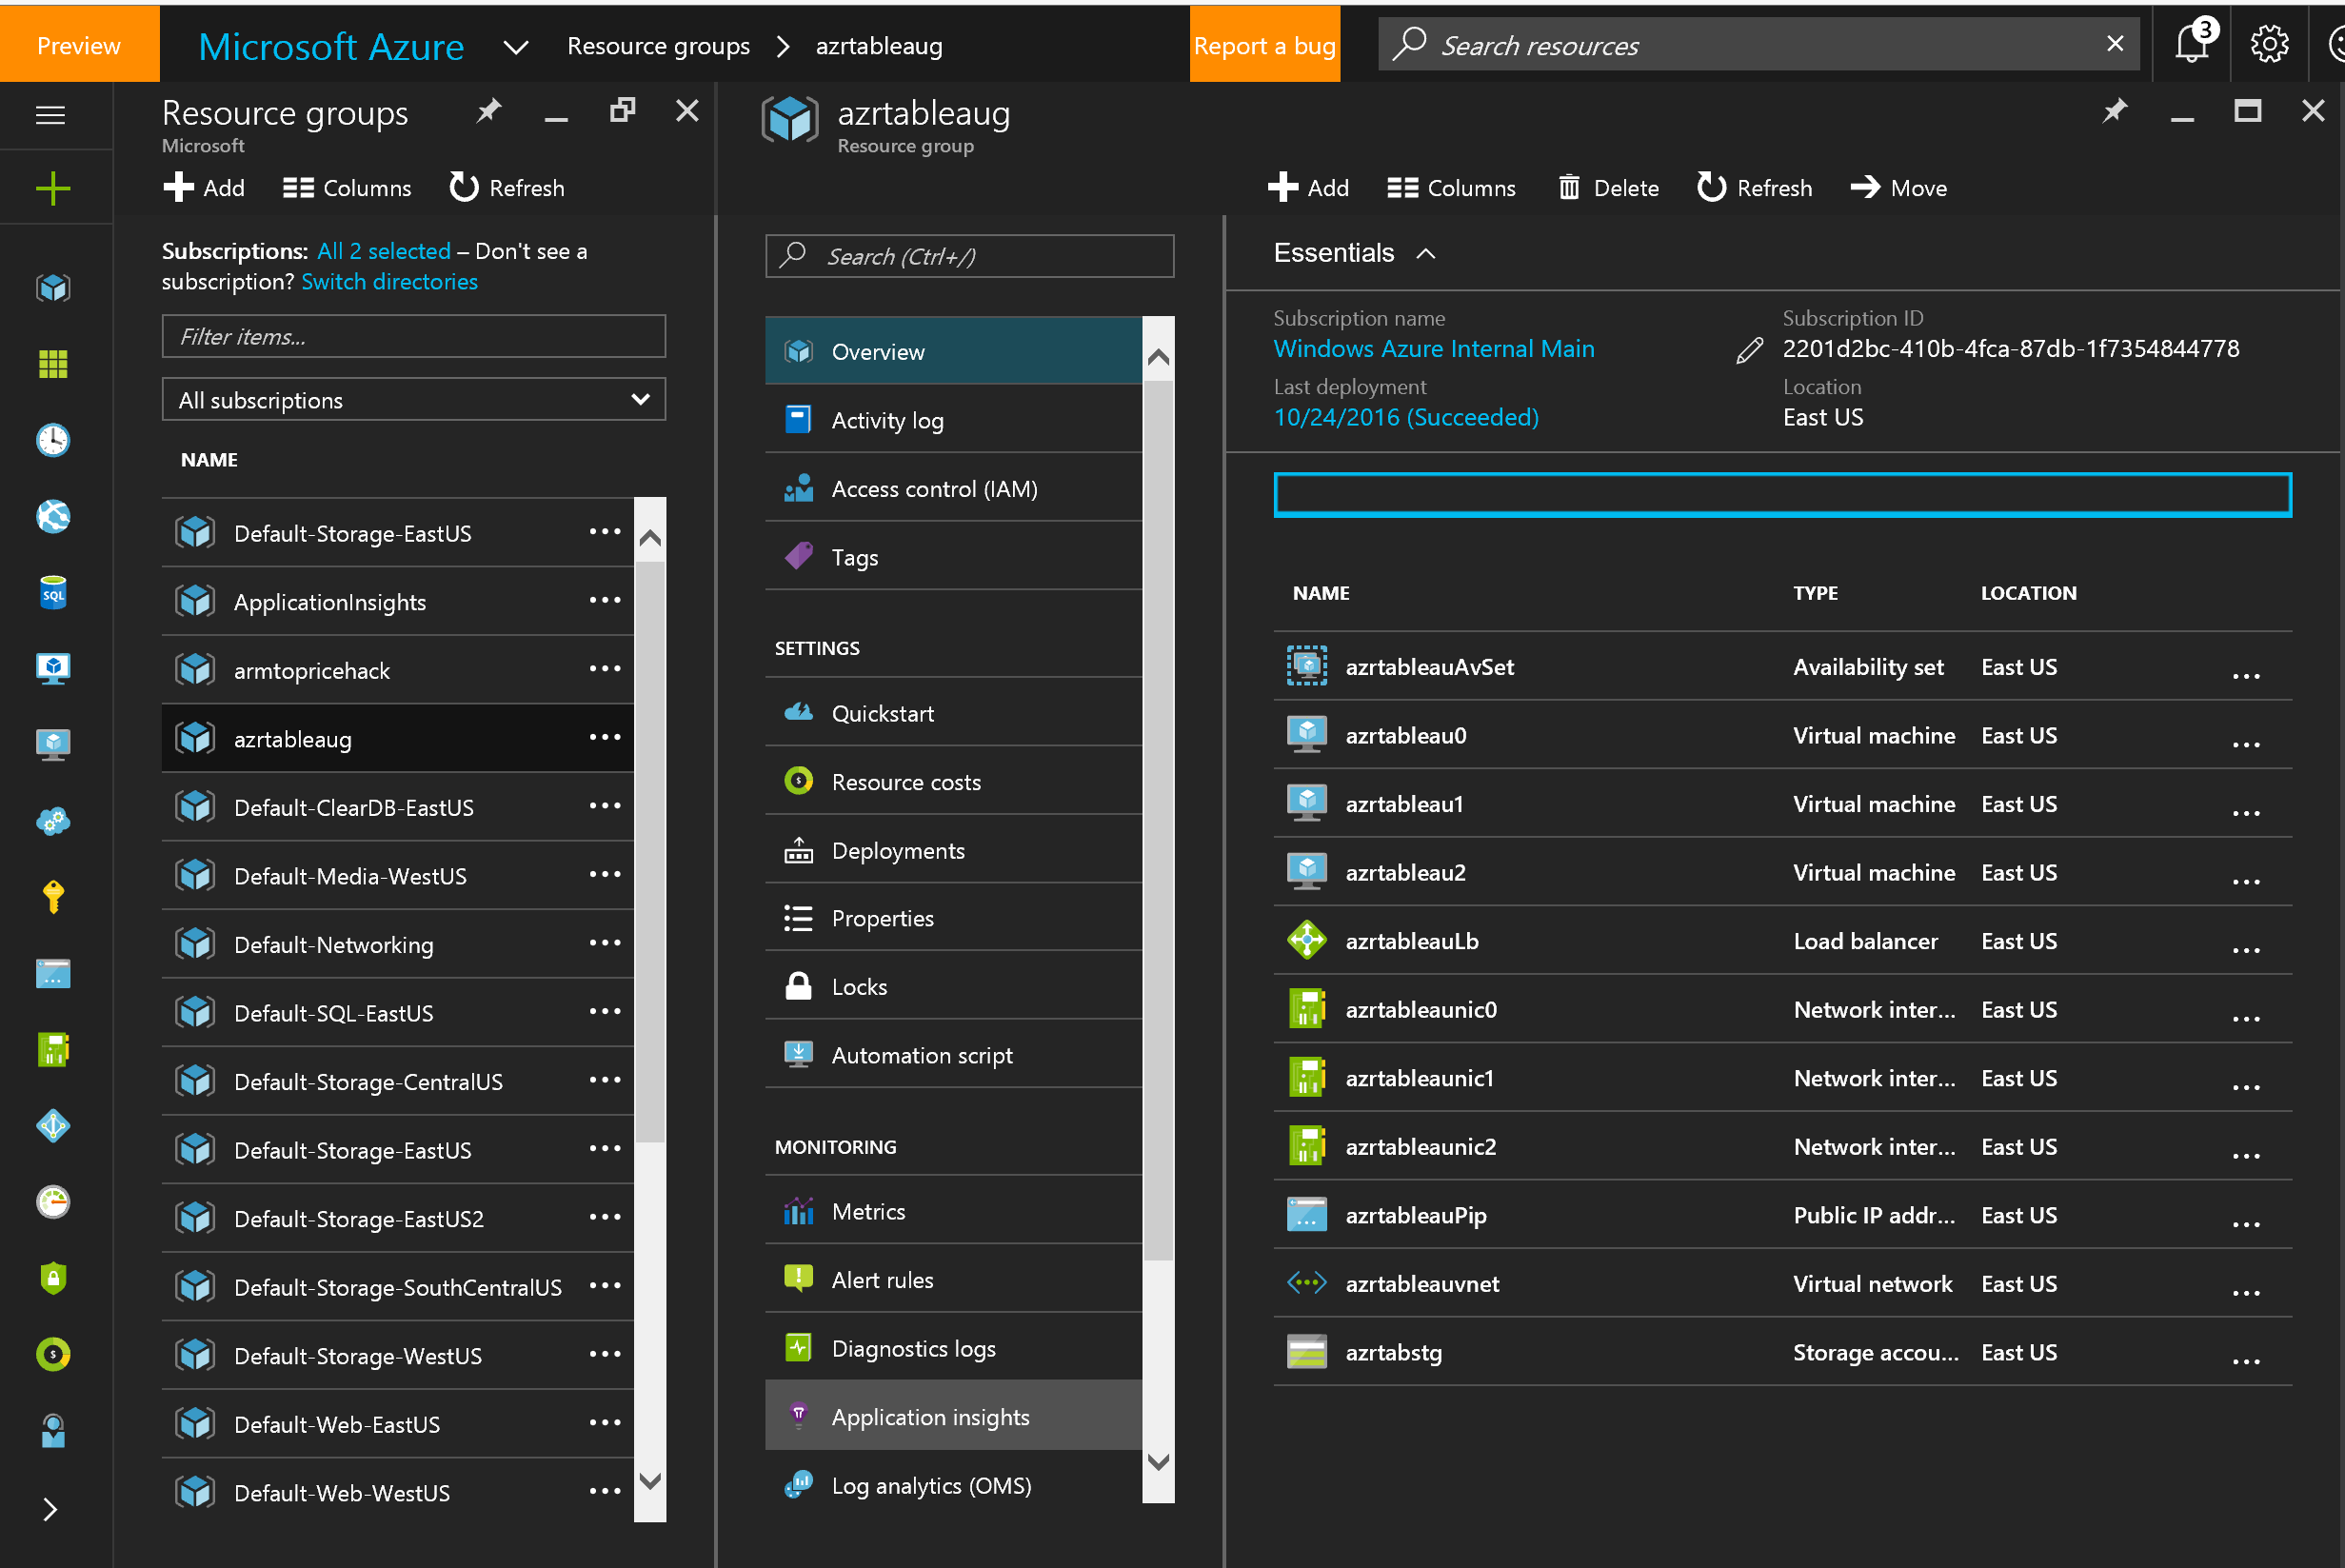 Preview
Microsoft Azure
Resource groups
azrtableaug
Report a bug
Search resources
3
Resource groups
Microsoft
Add
Columns
Refresh
Subscriptions: All 2 selected – Don't see a
subscription? Switch directories
Filter items...
All subscriptions
NAME
Default-Storage-EastUS
ApplicationInsights
armtopricehack
azrtableaug
Default-ClearDB-EastUS
Default-Media-WestUS
Default-Networking
Default-SQL-EastUS
Default-Storage-CentralUS
Default-Storage-EastUS
Default-Storage-EastUS2
Default-Storage-SouthCentralUS
Default-Storage-WestUS
Default-Web-EastUS
Default-Web-WestUS
SQL
azrtableaug
Resource group
Search (Ctrl+/)
Overview
Activity log
Access control (IAM)
Tags
SETTINGS
Quickstart
Resource costs
Deployments
Properties
Locks
Automation script
MONITORING
Metrics
Alert rules
Diagnostics logs
Application insights
Log analytics (OMS)
Add
Columns
Delete
Refresh
Move
Essentials
Subscription name
Windows Azure Internal Main
Subscription ID
2201d2bc-410b-4fca-87db-1f7354844778
Last deployment
10/24/2016 (Succeeded)
Location
East US
NAME TYPE LOCATION
azrtableauAvSet Availability set East US ...
azrtableau0 Virtual machine East US ...
azrtableau1 Virtual machine East US ...
azrtableau2 Virtual machine East US ...
azrtableauLb Load balancer East US ...
azrtableaunic0 Network inter... East US ...
azrtableaunic1 Network inter... East US ...
azrtableaunic2 Network inter... East US ...
azrtableauPip Public IP addr... East US ...
azrtableauvnet Virtual network East US ...
azrtabstg Storage accou... East US ...